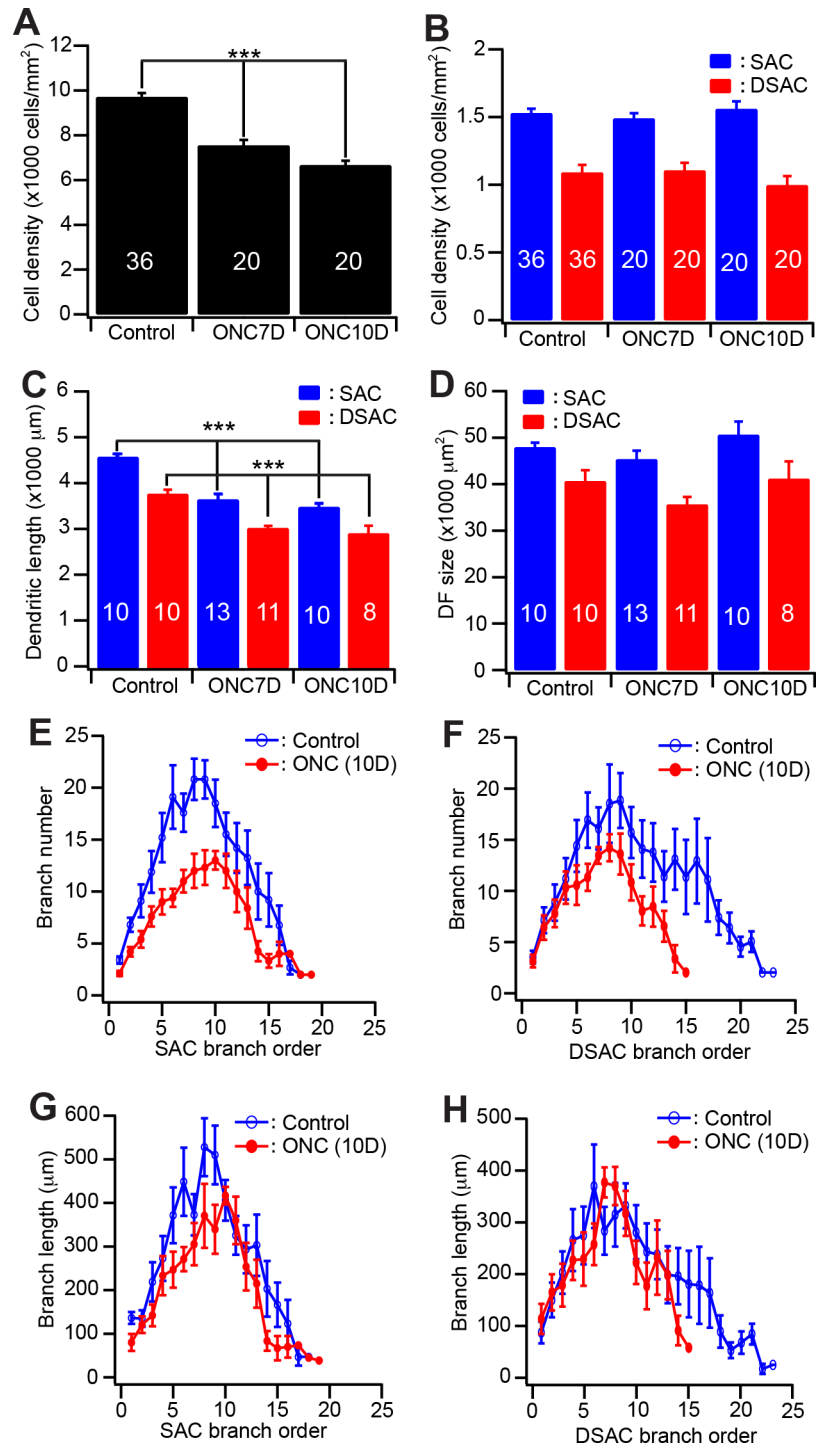 A
Cell density (x1000 cells/mm²)
12
10
8
6
4
2
0
***
36
20
20
Control
ONC7D
ONC10D
B
Cell density (x1000 cells/mm²)
2
1.5
1
0.5
0
: SAC
: DSAC
36
36
20
20
20
20
Control
ONC7D
ONC10D
C
Dendritic length (x1000 µm)
6
5
4
3
2
1
0
: SAC
: DSAC
***
***
10
10
13
11
10
8
Control
ONC7D
ONC10D
D
DF size (x1000 µm²)
60
50
40
30
20
10
0
: SAC
: DSAC
10
10
13
11
10
8
Control
ONC7D
ONC10D
E
Branch number
25
20
15
10
5
0
: Control
: ONC (10D)
0 5 10 15 20 25
SAC branch order
F
Branch number
25
20
15
10
5
0
: Control
: ONC (10D)
0 5 10 15 20 25
DSAC branch order
G
Branch length (µm)
600
500
400
300
200
100
0
: Control
: ONC (10D)
0 5 10 15 20 25
SAC branch order
H
Branch length (µm)
500
400
300
200
100
0
: Control
: ONC (10D)
0 5 10 15 20 25
DSAC branch order